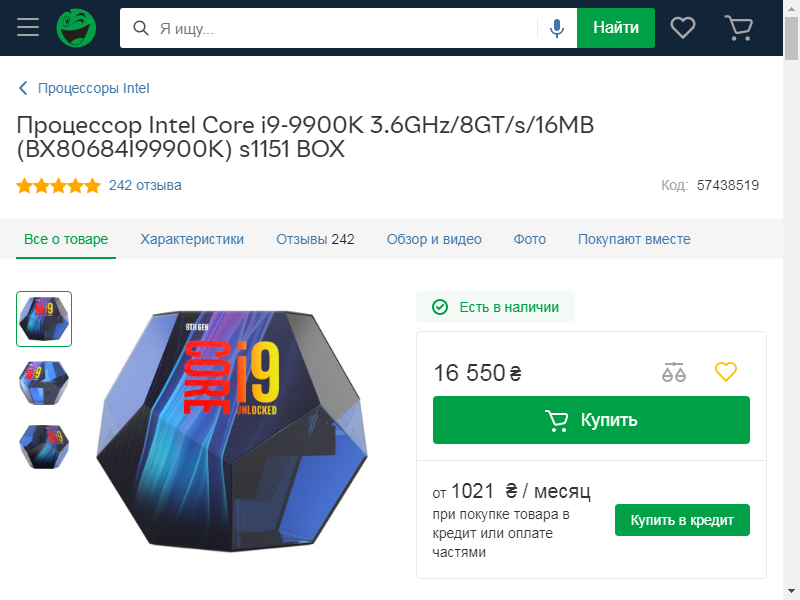 Я ищу...
Найти
Процессоры Intel
Процессор Intel Core i9-9900K 3.6GHz/8GT/s/16MB
(BX80684I99900K) s1151 BOX
242 отзыва
Код: 57438519
Все о товаре Характеристики Отзывы 242 Обзор и видео Фото Покупают вместе
9TH GEN
CORE i9
UNLOCKED
Есть в наличии
16 550 ₴
Купить
от 1021 ₴ / месяц
при покупке товара в
кредит или оплате
частями
Купить в кредит